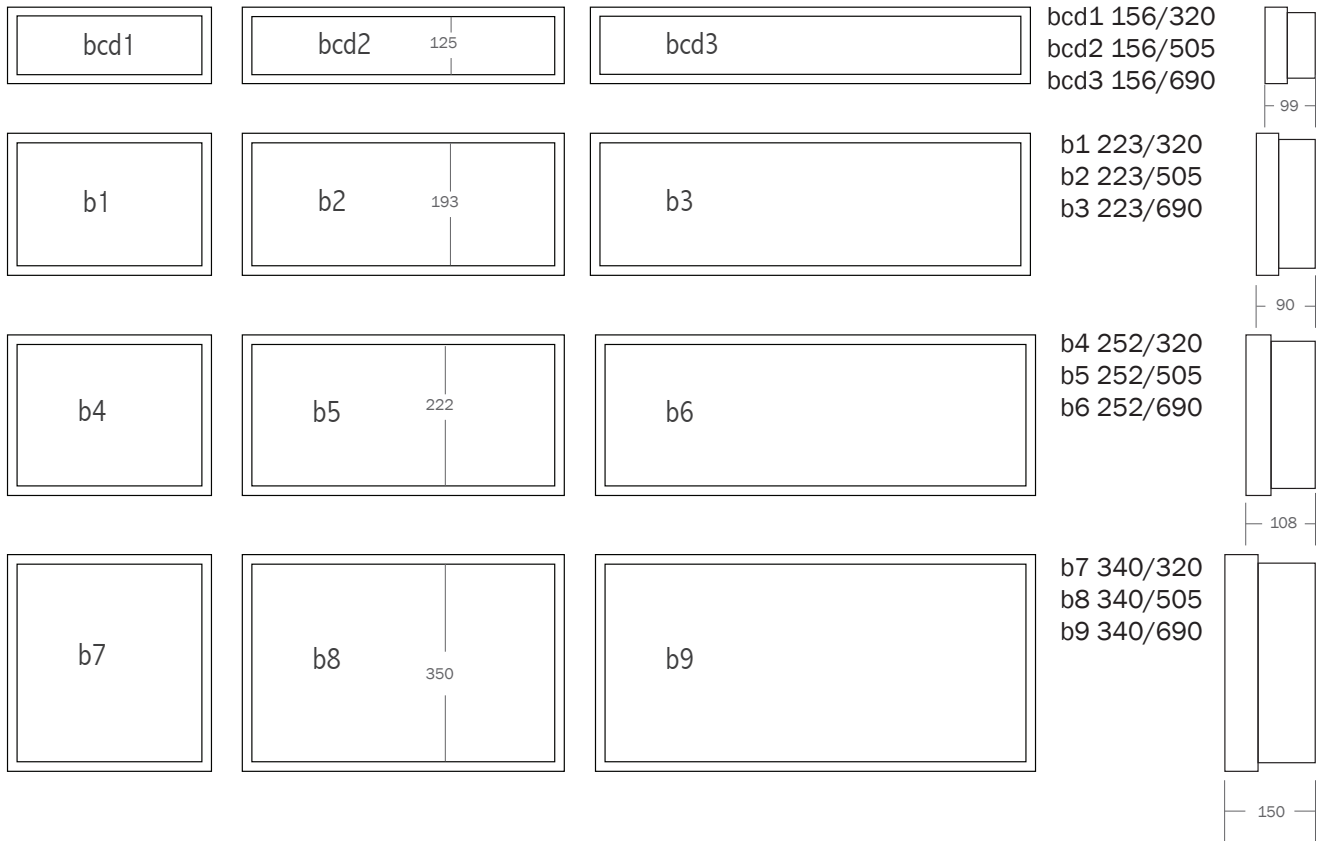 bcd1
bcd2
125
bcd3
bcd1 156/320
bcd2 156/505
bcd3 156/690
99
b1
b2
193
b3
b1 223/320
b2 223/505
b3 223/690
90
b4
b5
222
b6
b4 252/320
b5 252/505
b6 252/690
108
b7
b8
350
b9
b7 340/320
b8 340/505
b9 340/690
150